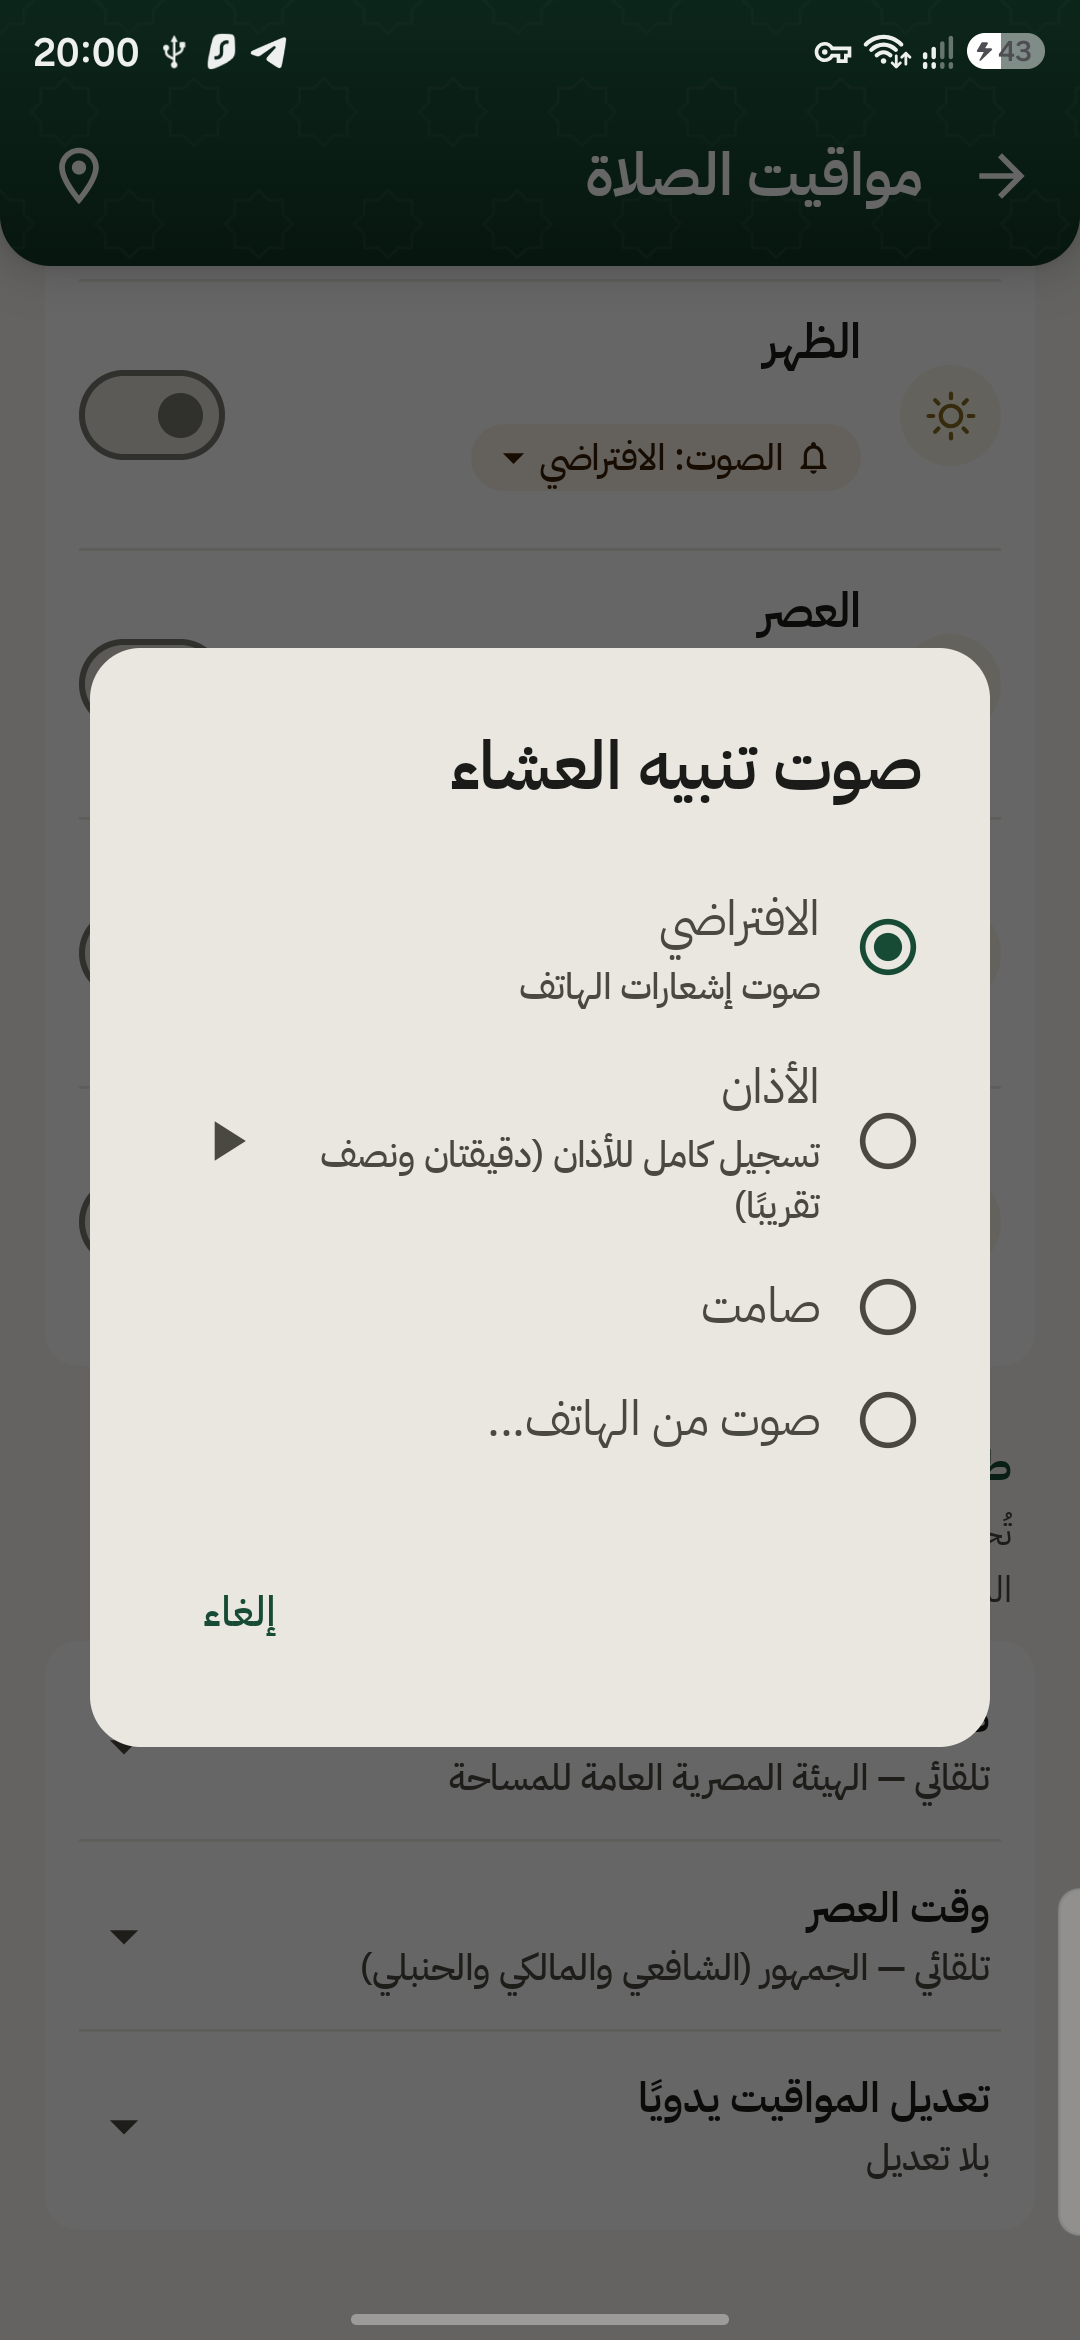 20:00
43
مواقيت الصلاة
الظهر
الصوت: الافتراضي
العصر
صوت تنبيه العشاء
الافتراضي
صوت إشعارات الهاتف
الأذان
تسجيل كامل للأذان (دقيقتان ونصف
تقريبًا)
صامت
صوت من الهاتف...
إلغاء
تلقائي — الهيئة المصرية العامة للمساحة
وقت العصر
تلقائي — الجمهور (الشافعي والمالكي والحنبلي)
تعديل المواقيت يدويًا
بلا تعديل